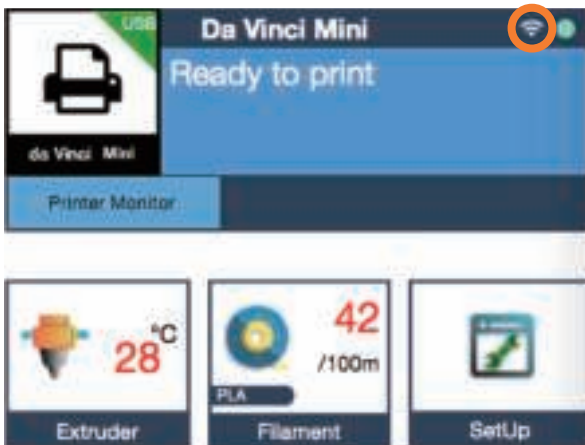 USB
Da Vinci Mini
Ready to print
da Vinci Mini
Printer Monitor
28 °C
42
/100m
PLA
Extruder
Filament
SetUp